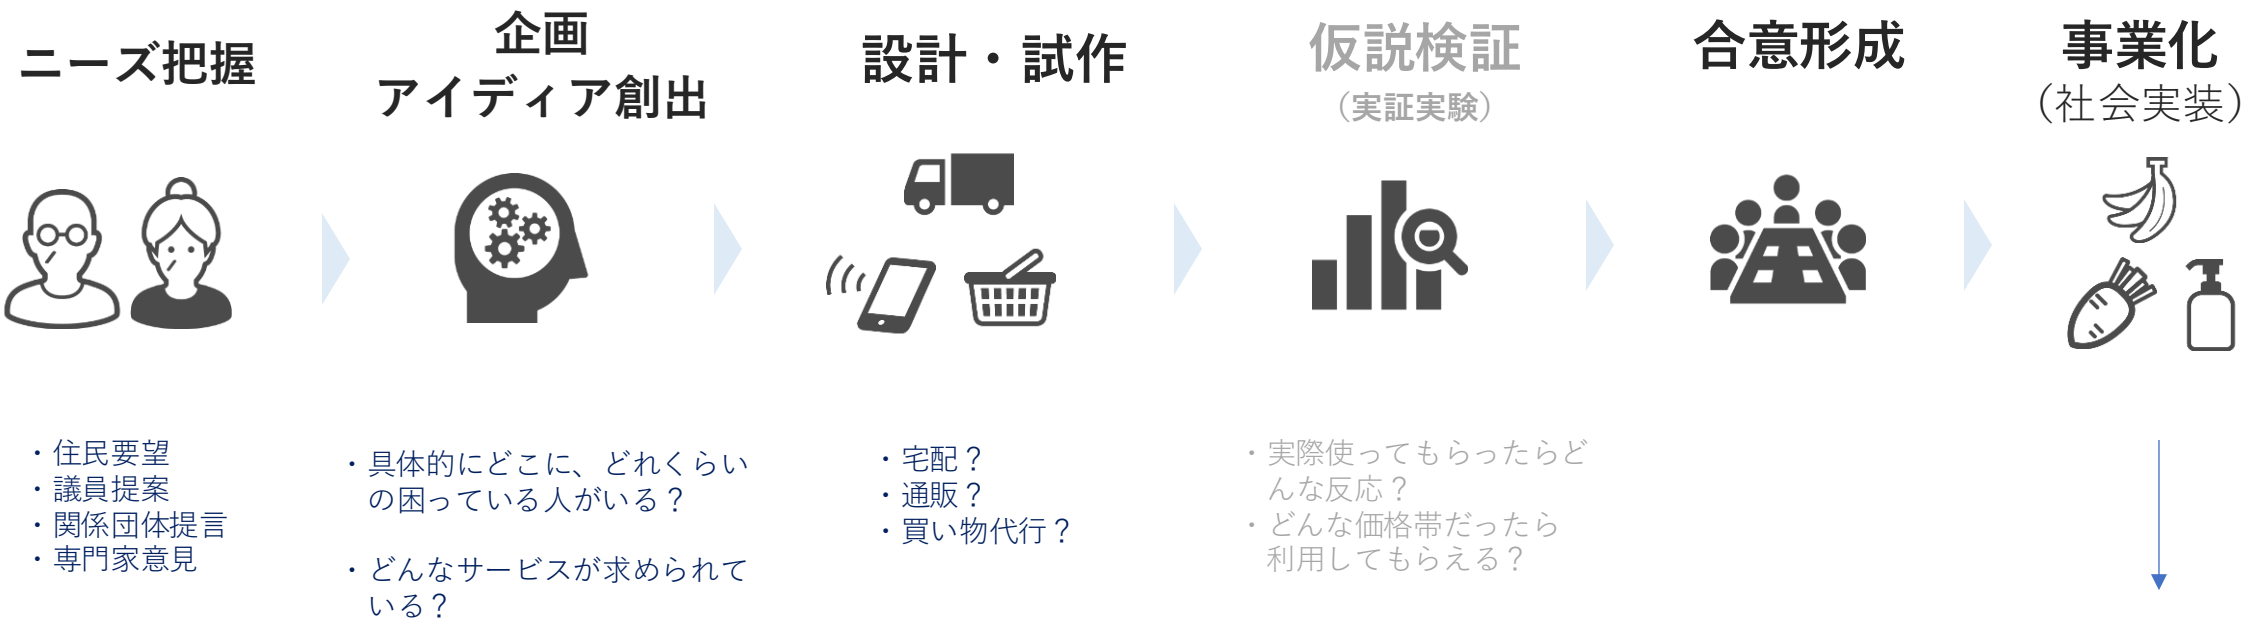 ニーズ把握
企画
アイディア創出
設計・試作
仮説検証
（実証実験）
合意形成
事業化
（社会実装）
・住民要望
・議員提案
・関係団体提言
・専門家意見
・具体的にどこに、どれくらい
の困っている人がいる？
・どんなサービスが求められて
いる？
・宅配？
・通販？
・買い物代行？
・実際使ってもらったらど
んな反応？
・どんな価格帯だったら
利用してもらえる？